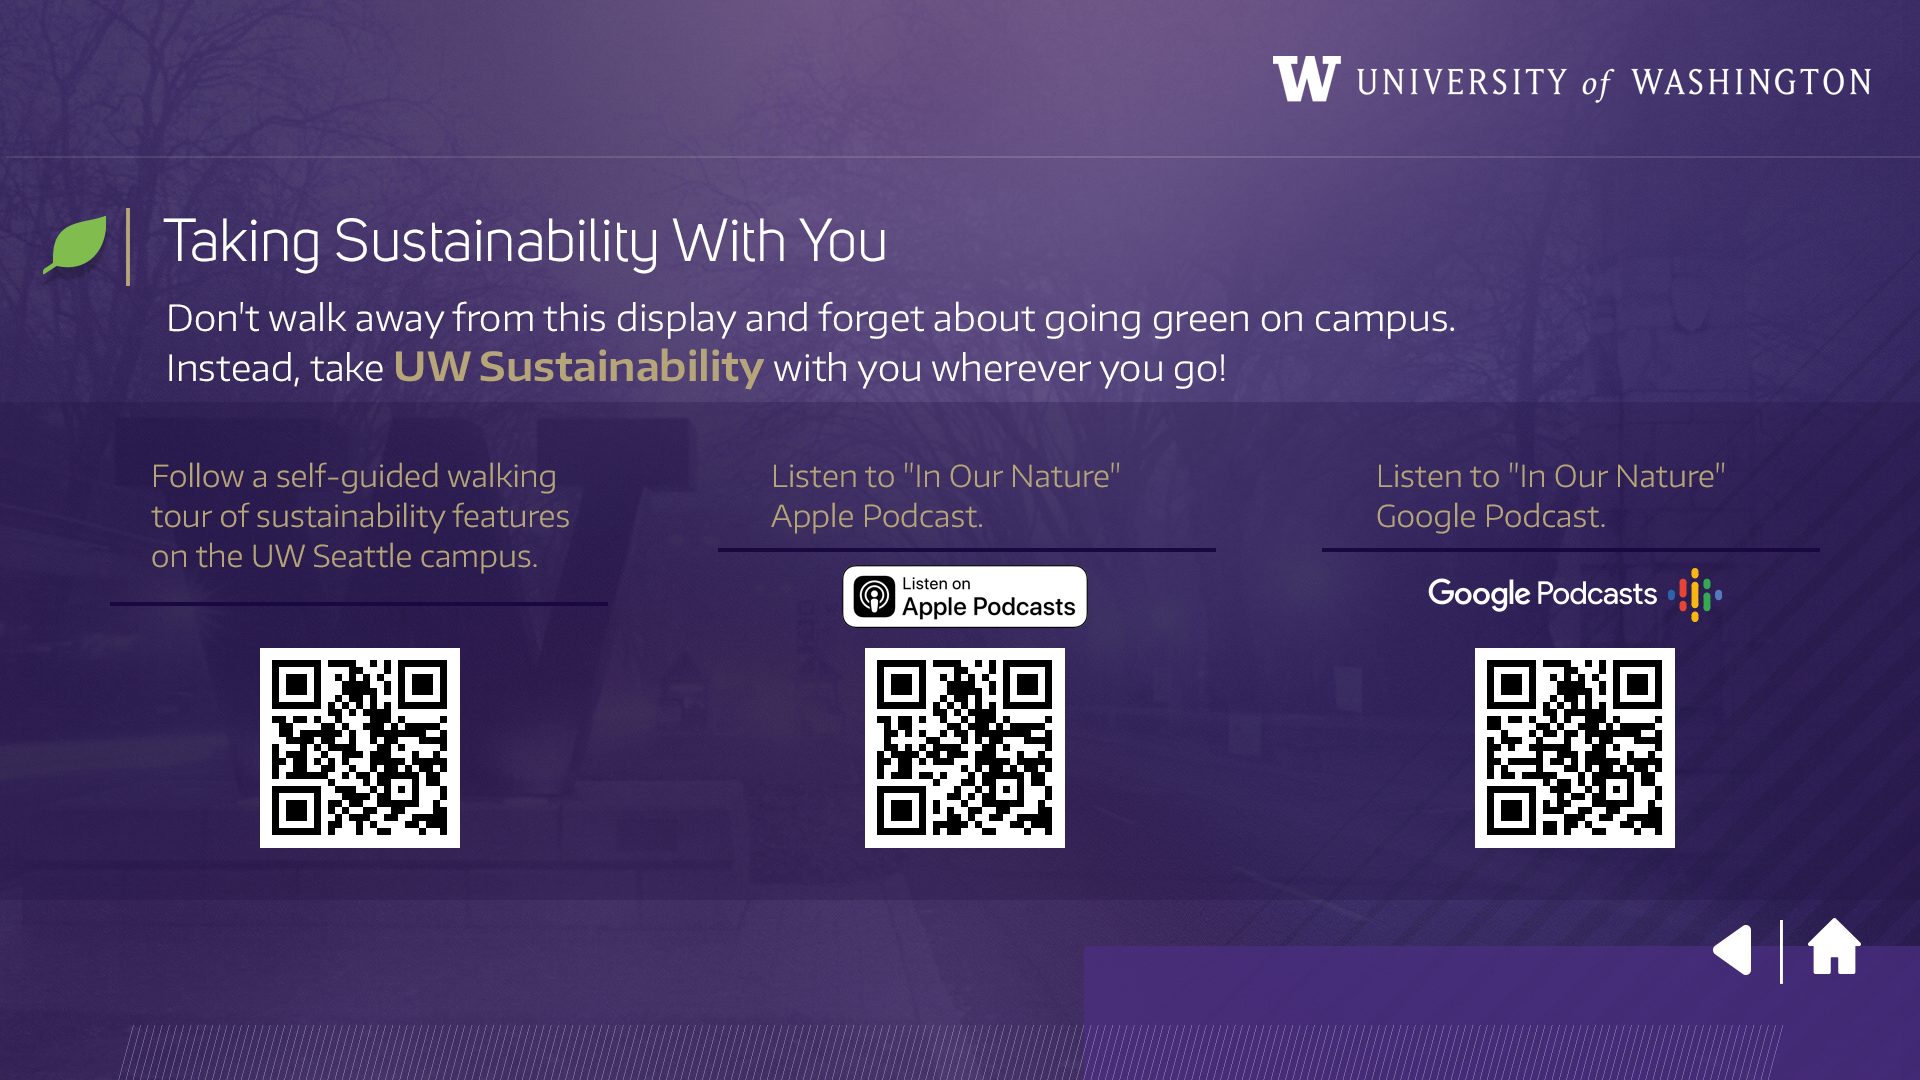 W UNIVERSITY of WASHINGTON
Taking Sustainability With You
Don't walk away from this display and forget about going green on campus.
Instead, take UW Sustainability with you wherever you go!
Follow a self-guided walking
tour of sustainability features
on the UW Seattle campus.
Listen to "In Our Nature"
Apple Podcast.
Listen on
Apple Podcasts
Listen to "In Our Nature"
Google Podcast.
Google Podcasts